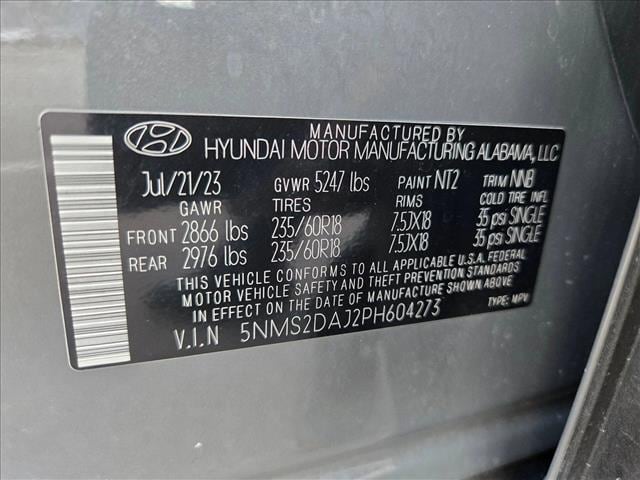 MANUFACTURED BY
HYUNDAI MOTOR MANUFACTURING ALABAMA, LLC
Jul/21/23 GVWR 5247 lbs PAINT NT2 TRIM NNB
GAWR TIRES RIMS COLD TIRE INFL
FRONT 2866 lbs 235/60R18 7.5JX18 35 psi SINGLE
REAR 2976 lbs 235/60R18 7.5JX18 35 psi SINGLE
THIS VEHICLE CONFORMS TO ALL APPLICABLE U.S.A. FEDERAL
MOTOR VEHICLE SAFETY AND THEFT PREVENTION STANDARDS
IN EFFECT ON THE DATE OF MANUFACTURE SHOWN ABOVE.
V.I.N 5NMS2DAJ2PH604273 TYPE: MPV